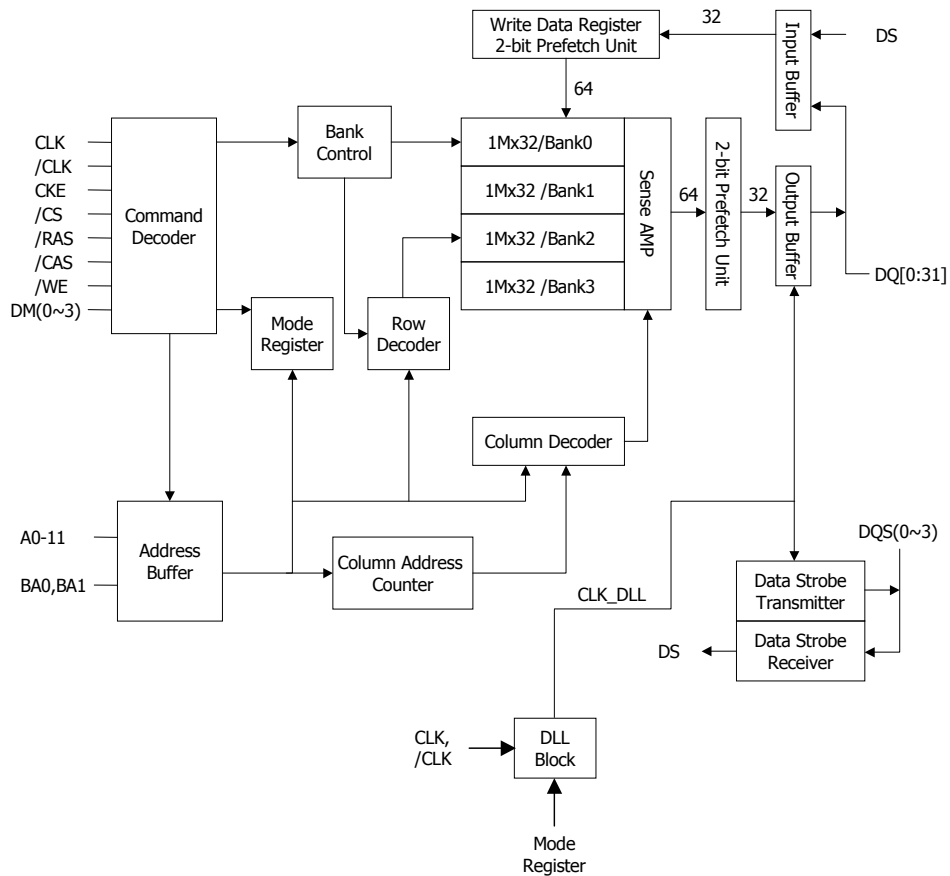 Write Data Register
2-bit Prefetch Unit
32
Input Buffer
DS
64
CLK
/CLK
CKE
/CS
/RAS
/CAS
/WE
DM(0~3)
Command
Decoder
Bank
Control
1Mx32/Bank0
1Mx32 /Bank1
1Mx32 /Bank2
1Mx32 /Bank3
Sense AMP
64
2-bit Prefetch Unit
32
Output Buffer
DQ[0:31]
Mode
Register
Row
Decoder
Column Decoder
A0-11
BA0,BA1
Address
Buffer
Column Address
Counter
CLK_DLL
DQS(0~3)
Data Strobe
Transmitter
Data Strobe
Receiver
DS
CLK,
/CLK
DLL
Block
Mode
Register